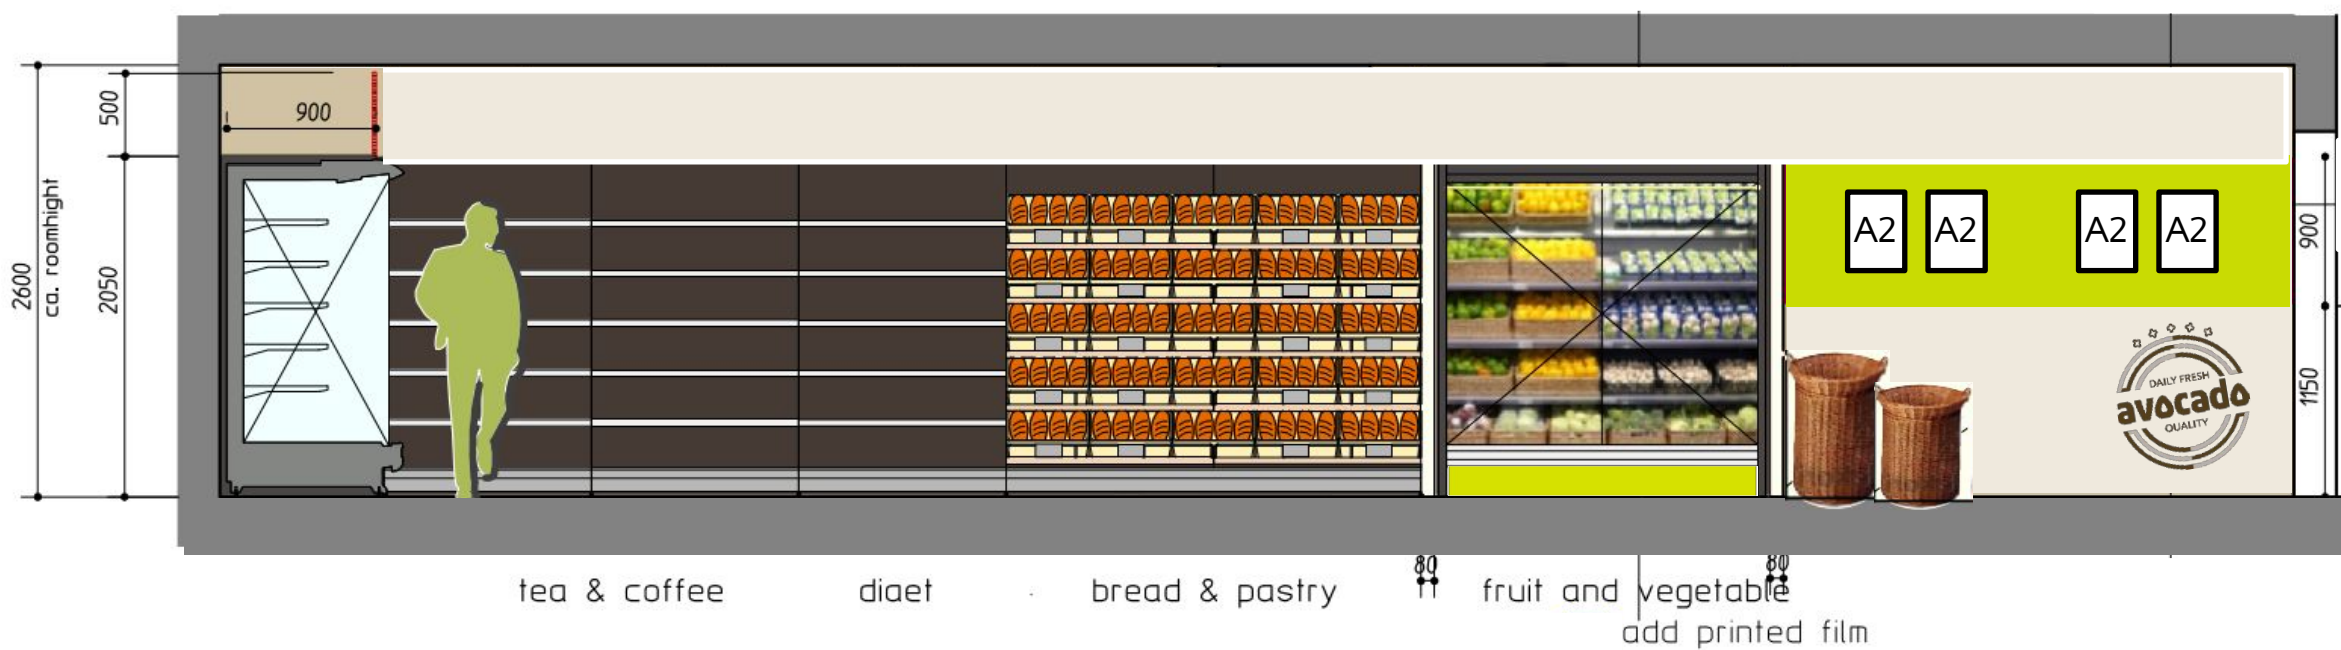 900
500
2600
ca. roomhight
2050
A2
A2
A2
A2
900
1150
DAILY FRESH
avocado
QUALITY
80
80
tea & coffee
diaet
bread & pastry
fruit and vegetable
add printed film